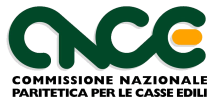 CNCE
COMMISSIONE NAZIONALE
PARITETICA PER LE CASSE EDILI